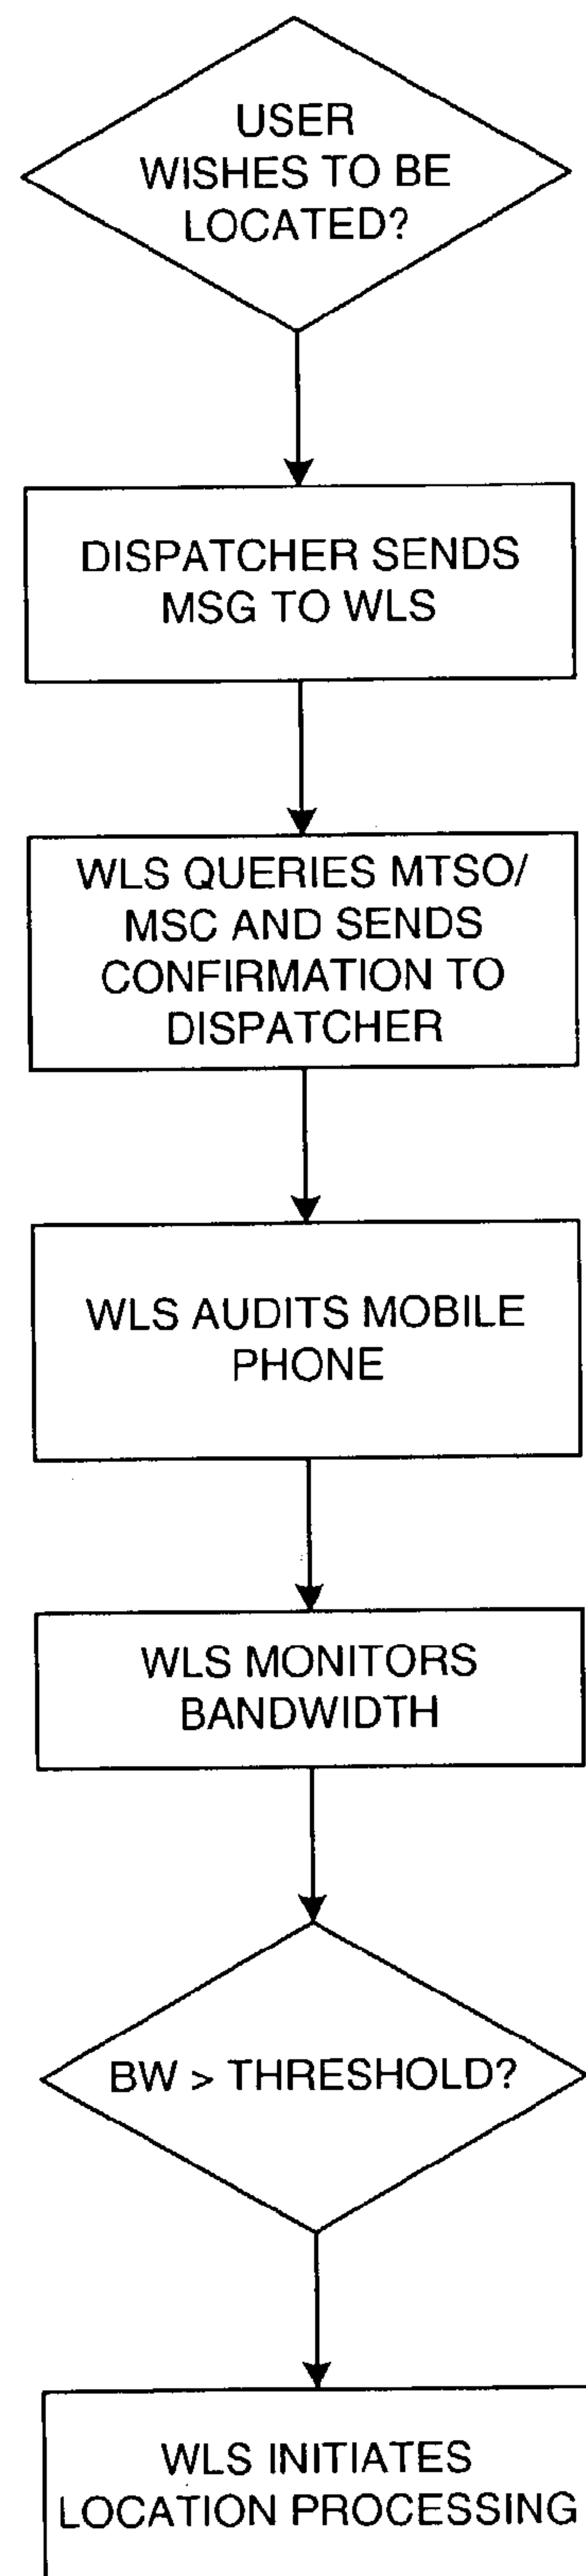 USER
WISHES TO BE
LOCATED?
DISPATCHER SENDS
MSG TO WLS
WLS QUERIES MTSO/
MSC AND SENDS
CONFIRMATION TO
DISPATCHER
WLS AUDITS MOBILE
PHONE
WLS MONITORS
BANDWIDTH
BW > THRESHOLD?
WLS INITIATES
LOCATION PROCESSING